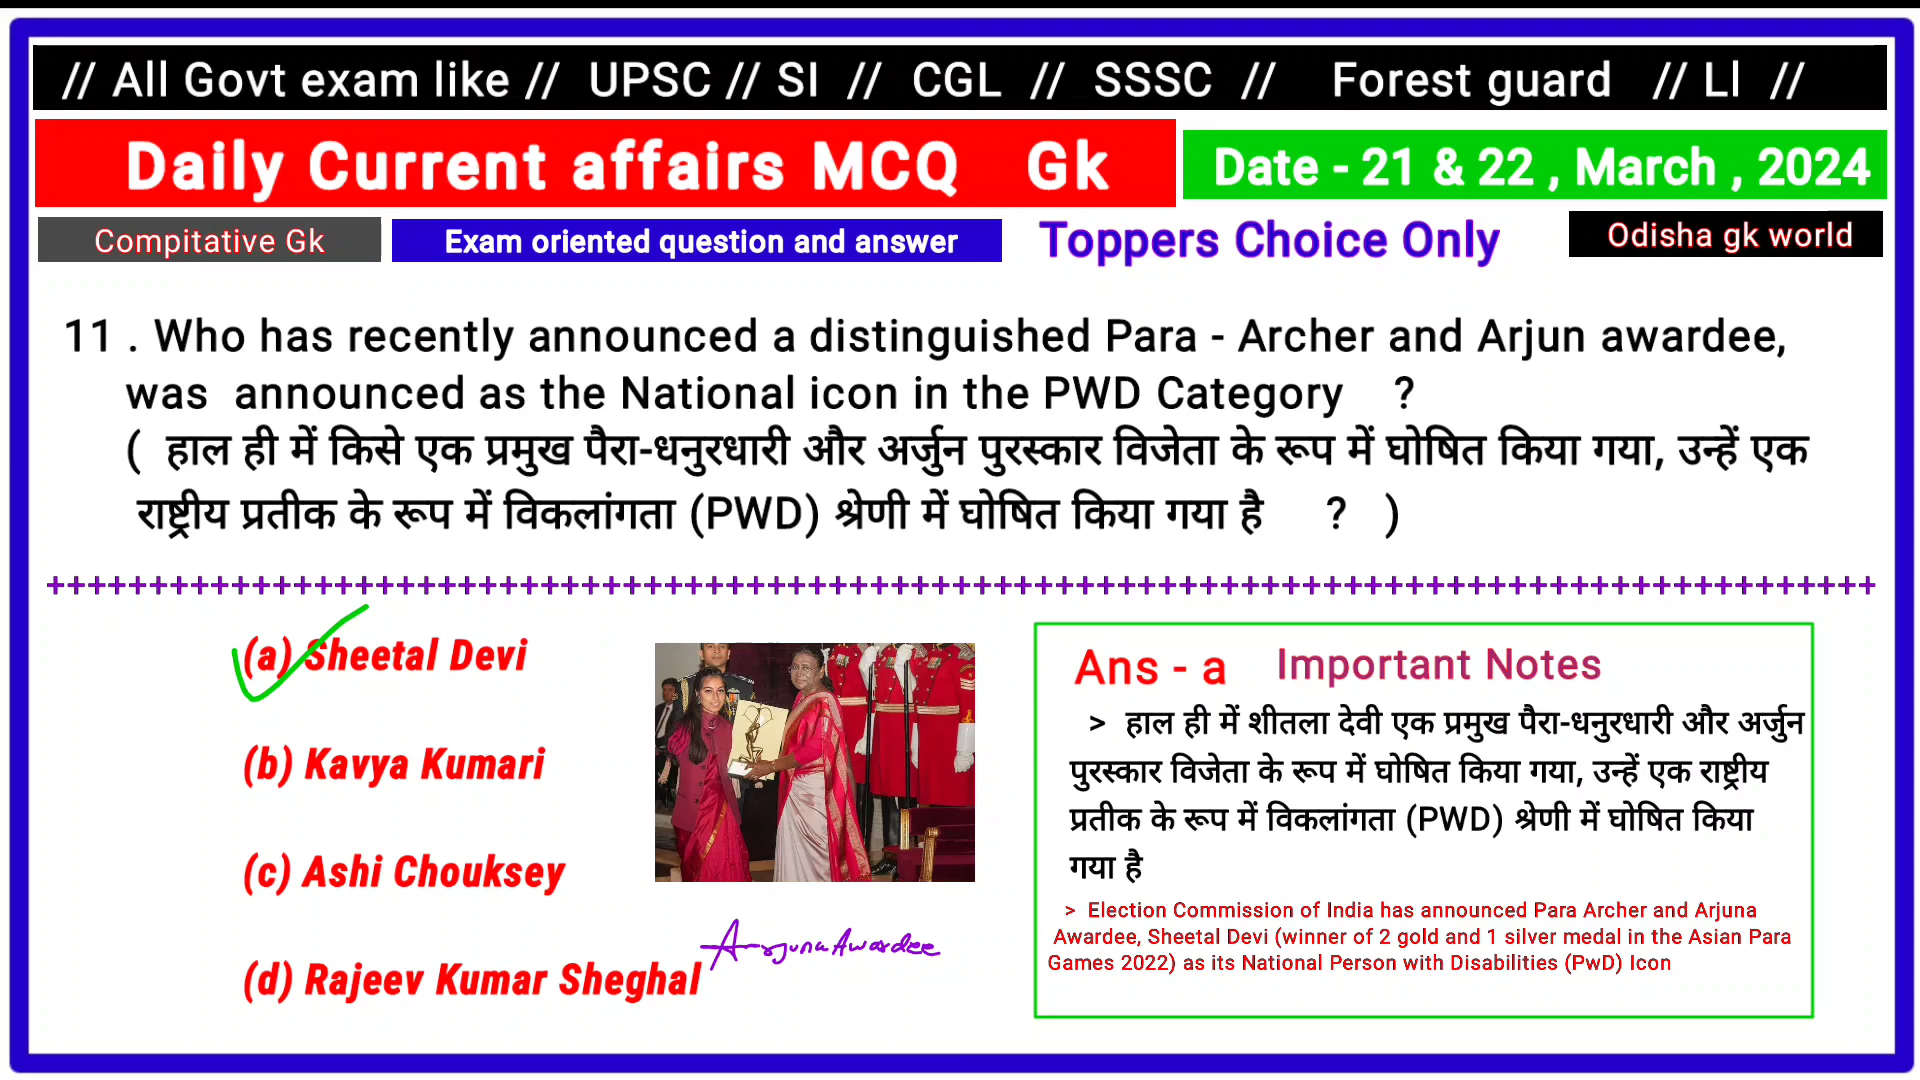 // All Govt exam like // UPSC // SI // CGL // SSSC // Forest guard // Ll //
Daily Current affairs MCQ Gk
Date - 21 & 22 , March , 2024
Compitative Gk
Exam oriented question and answer
Toppers Choice Only
Odisha gk world
11 . Who has recently announced a distinguished Para - Archer and Arjun awardee,
was announced as the National icon in the PWD Category ?
( हाल ही में किसे एक प्रमुख पैरा-धनुरधारी और अर्जुन पुरस्कार विजेता के रूप में घोषित किया गया, उन्हें एक
राष्ट्रीय प्रतीक के रूप में विकलांगता (PWD) श्रेणी में घोषित किया गया है ? )
++++++++++++++++++++++++++++++++++++++++++++++++++++++++++++++++++++++++++++++++++++++++
(a) Sheetal Devi
(b) Kavya Kumari
(c) Ashi Chouksey
(d) Rajeev Kumar Sheghal
Arjuna Awardee
Ans - a Important Notes
> हाल ही में शीतला देवी एक प्रमुख पैरा-धनुरधारी और अर्जुन
पुरस्कार विजेता के रूप में घोषित किया गया, उन्हें एक राष्ट्रीय
प्रतीक के रूप में विकलांगता (PWD) श्रेणी में घोषित किया
गया है
> Election Commission of India has announced Para Archer and Arjuna
Awardee, Sheetal Devi (winner of 2 gold and 1 silver medal in the Asian Para
Games 2022) as its National Person with Disabilities (PwD) Icon